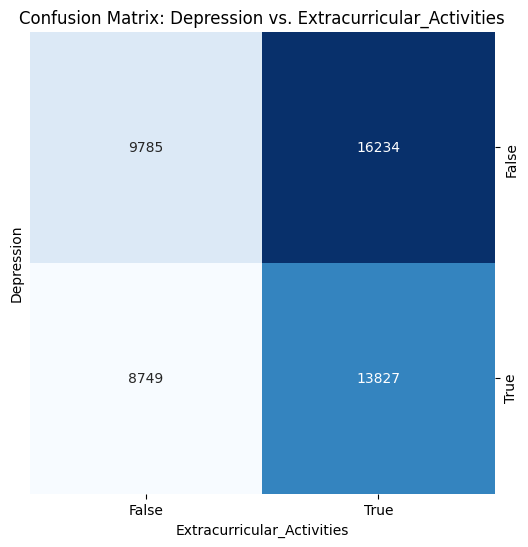 Confusion Matrix: Depression vs. Extracurricular_Activities
9785 16234
False
Depression
8749 13827
True
False True
Extracurricular_Activities